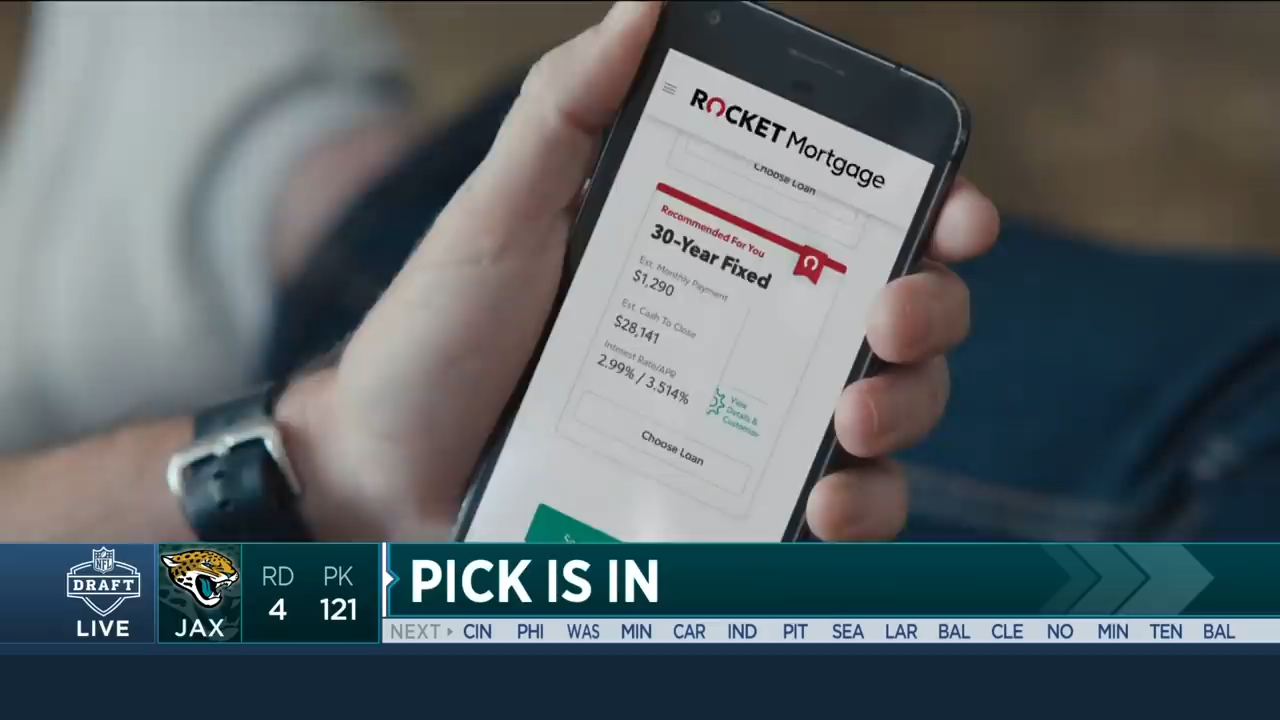 ROCKET Mortgage
Choose Loan
Recommended For You
30-Year Fixed
Est. Monthly Payment
$1,290
Est. Cash To Close
$28,141
Interest Rate/APR
2.99% / 3.514%
View
Details &
Customize
Choose Loan
NFL
DRAFT
LIVE
JAX
RD PK
4 121
PICK IS IN
NEXT CIN PHI WAS MIN CAR IND PIT SEA LAR BAL CLE NO MIN TEN BAL